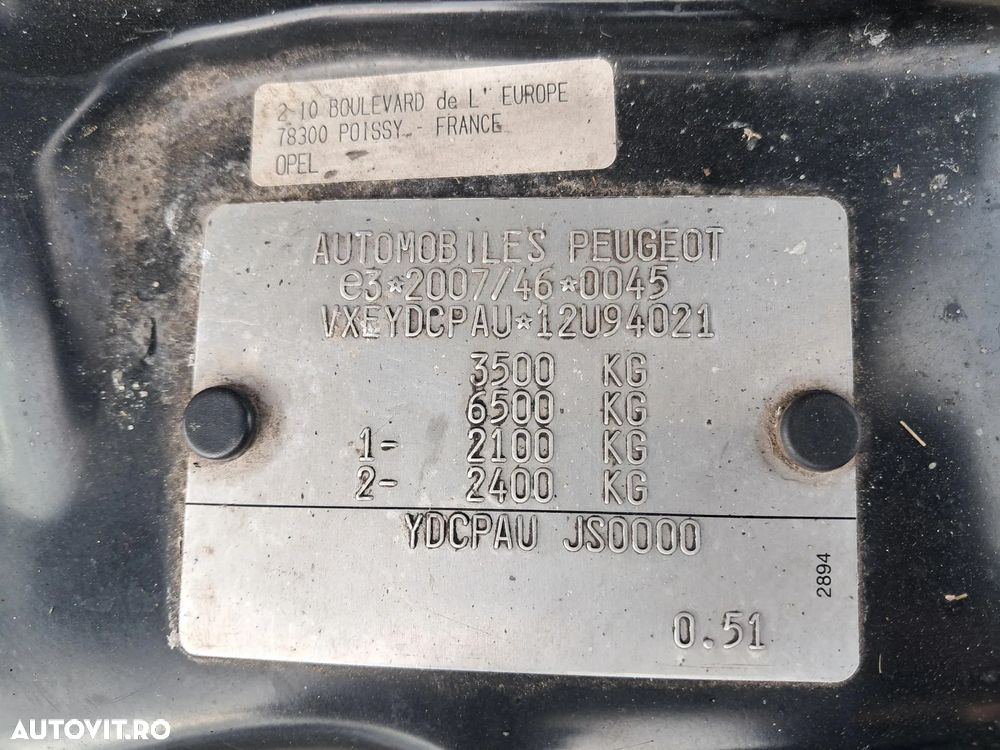 2-10 BOULEVARD de L' EUROPE
78300 POISSY - FRANCE
OPEL
AUTOMOBILES PEUGEOT
e3*2007/46*0045
VXEYDCPAU*12U94021
3500 KG
6500 KG
1- 2100 KG
2- 2400 KG
YDCPAU JS0000
2894
0.51
AUTOVIT.RO